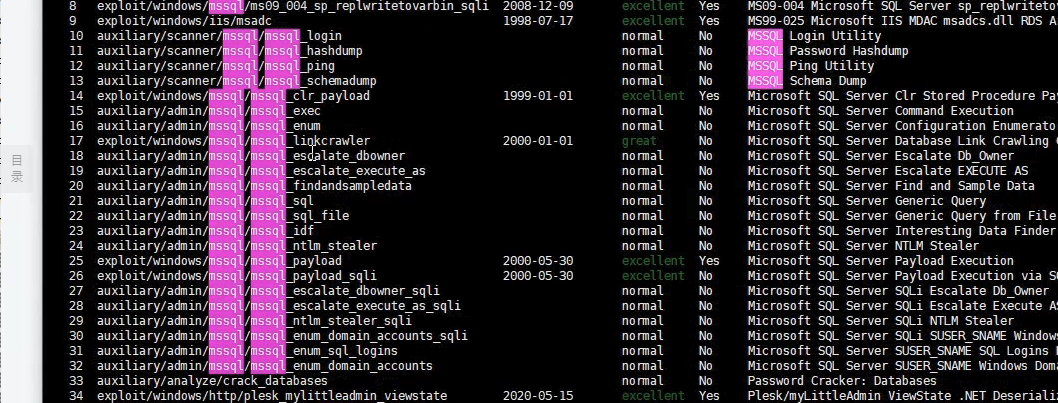 8 exploit/windows/mssql/ms09_004_sp_replwritetovarbin_sqli 2008-12-09 excellent Yes MS09-004 Microsoft SQL Server sp_replwritetov
9 exploit/windows/iis/msadc 1998-07-17 excellent Yes MS99-025 Microsoft IIS MDAC msadcs.dll RDS A
10 auxiliary/scanner/mssql/mssql_login normal No MSSQL Login Utility
11 auxiliary/scanner/mssql/mssql_hashdump normal No MSSQL Password Hashdump
12 auxiliary/scanner/mssql/mssql_ping normal No MSSQL Ping Utility
13 auxiliary/scanner/mssql/mssql_schemadump normal No MSSQL Schema Dump
14 exploit/windows/mssql/mssql_clr_payload 1999-01-01 excellent Yes Microsoft SQL Server Clr Stored Procedure Pay
15 auxiliary/admin/mssql/mssql_exec normal No Microsoft SQL Server Command Execution
16 auxiliary/admin/mssql/mssql_enum normal No Microsoft SQL Server Configuration Enumerato
17 exploit/windows/mssql/mssql_linkcrawler 2000-01-01 great No Microsoft SQL Server Database Link Crawling C
18 auxiliary/admin/mssql/mssql_escalate_dbowner normal No Microsoft SQL Server Escalate Db_Owner
19 auxiliary/admin/mssql/mssql_escalate_execute_as normal No Microsoft SQL Server Escalate EXECUTE AS
20 auxiliary/admin/mssql/mssql_findandsampledata normal No Microsoft SQL Server Find and Sample Data
21 auxiliary/admin/mssql/mssql_sql normal No Microsoft SQL Server Generic Query
22 auxiliary/admin/mssql/mssql_sql_file normal No Microsoft SQL Server Generic Query from File
23 auxiliary/admin/mssql/mssql_idf normal No Microsoft SQL Server Interesting Data Finder
24 auxiliary/admin/mssql/mssql_ntlm_stealer normal No Microsoft SQL Server NTLM Stealer
25 exploit/windows/mssql/mssql_payload 2000-05-30 excellent Yes Microsoft SQL Server Payload Execution
26 exploit/windows/mssql/mssql_payload_sqli 2000-05-30 excellent No Microsoft SQL Server Payload Execution via S
27 auxiliary/admin/mssql/mssql_escalate_dbowner_sqli normal No Microsoft SQL Server SQLi Escalate Db_Owner
28 auxiliary/admin/mssql/mssql_escalate_execute_as_sqli normal No Microsoft SQL Server SQLi Escalate Execute AS
29 auxiliary/admin/mssql/mssql_ntlm_stealer_sqli normal No Microsoft SQL Server SQLi NTLM Stealer
30 auxiliary/admin/mssql/mssql_enum_domain_accounts_sqli normal No Microsoft SQL Server SQLi SUSER_SNAME Windows
31 auxiliary/admin/mssql/mssql_enum_sql_logins normal No Microsoft SQL Server SUSER_SNAME SQL Logins
32 auxiliary/admin/mssql/mssql_enum_domain_accounts normal No Microsoft SQL Server SUSER_SNAME Windows Doma
33 auxiliary/analyze/crack_databases normal No Password Cracker: Databases
34 exploit/windows/http/plesk_mylittleadmin_viewstate 2020-05-15 excellent Yes Plesk/myLittleAdmin ViewState .NET Deseriali
目录